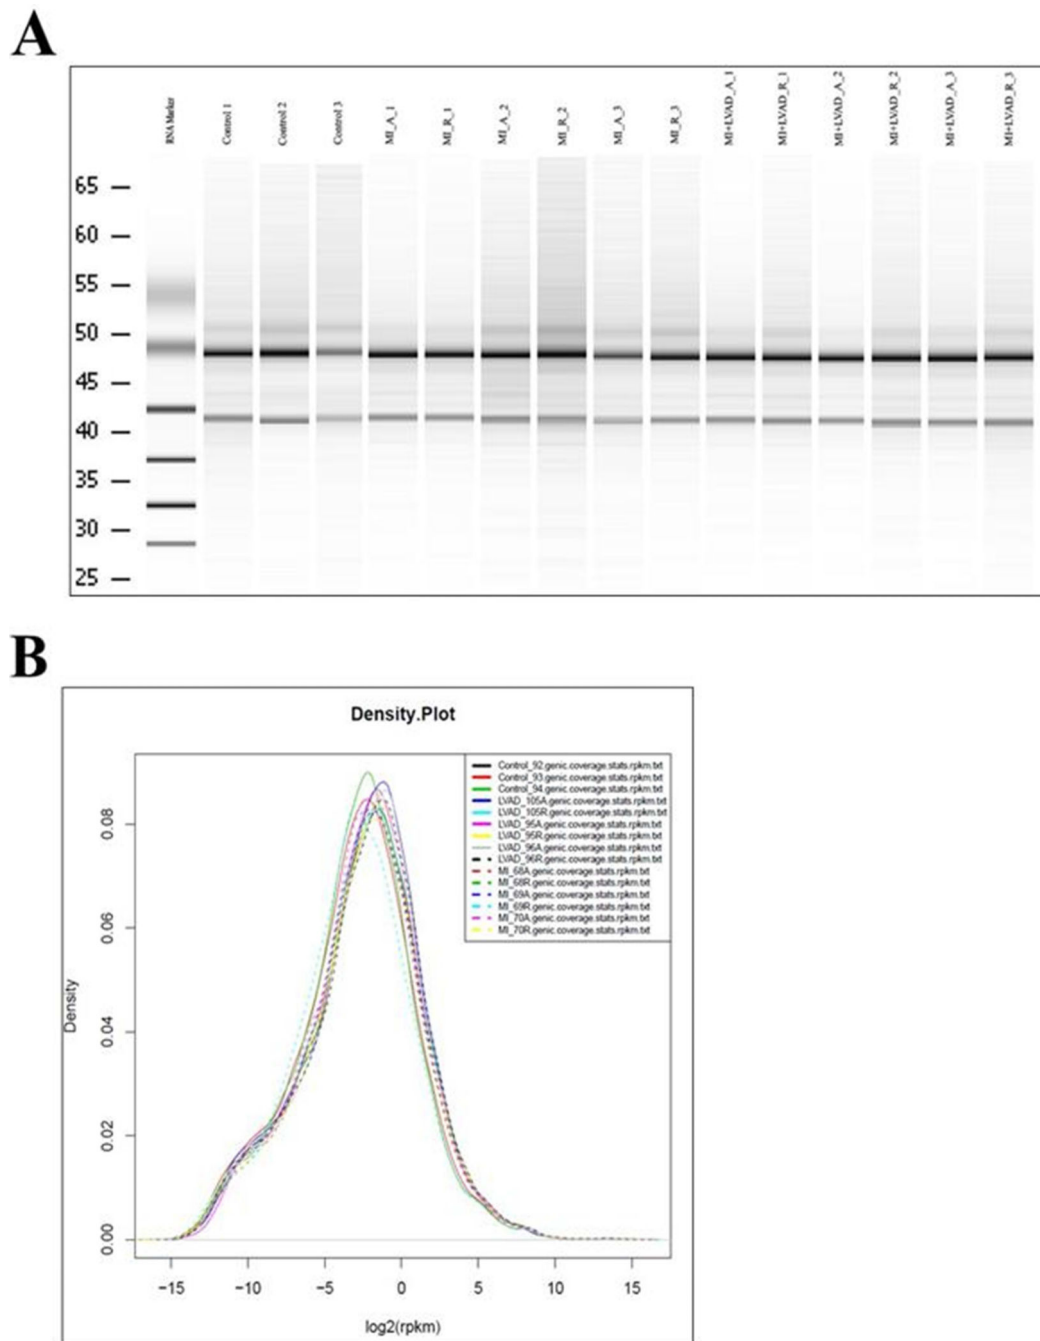 A
RNA Marker
Control 1
Control 2
Control 3
MI_A_1
MI_R_1
MI_A_2
MI_R_2
MI_A_3
MI_R_3
MI+LVAD_A_1
MI+LVAD_R_1
MI+LVAD_A_2
MI+LVAD_R_2
MI+LVAD_A_3
MI+LVAD_R_3
65
60
55
50
45
40
35
30
25
B
Density.Plot
Control_92.genic.coverage.stats.rpkm.txt
Control_93.genic.coverage.stats.rpkm.txt
Control_94.genic.coverage.stats.rpkm.txt
LVAD_105A.genic.coverage.stats.rpkm.txt
LVAD_105R.genic.coverage.stats.rpkm.txt
LVAD_95A.genic.coverage.stats.rpkm.txt
LVAD_95R.genic.coverage.stats.rpkm.txt
LVAD_96A.genic.coverage.stats.rpkm.txt
LVAD_96R.genic.coverage.stats.rpkm.txt
MI_68A.genic.coverage.stats.rpkm.txt
MI_68R.genic.coverage.stats.rpkm.txt
MI_69A.genic.coverage.stats.rpkm.txt
MI_69R.genic.coverage.stats.rpkm.txt
MI_70A.genic.coverage.stats.rpkm.txt
MI_70R.genic.coverage.stats.rpkm.txt
Density
0.08
0.06
0.04
0.02
0.00
−15 −10 −5 0 5 10 15
log2(rpkm)